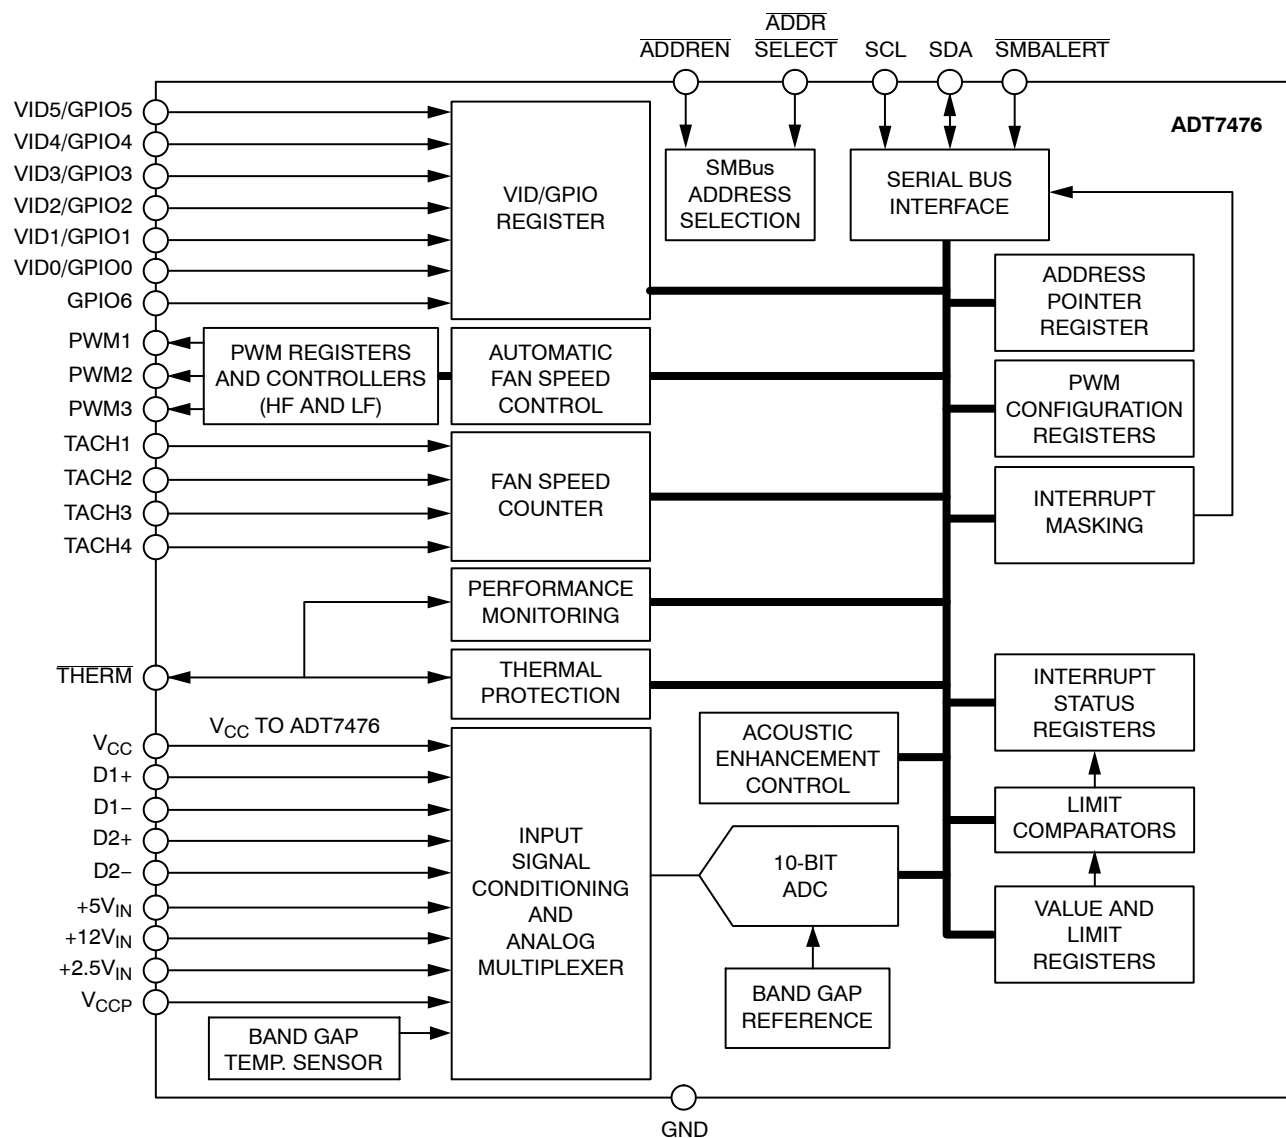 ADDREN
ADDR
SELECT
SCL
SDA
SMBALERT
ADT7476
VID5/GPIO5
VID4/GPIO4
VID3/GPIO3
VID2/GPIO2
VID1/GPIO1
VID0/GPIO0
GPIO6
VID/GPIO
REGISTER
SMBus
ADDRESS
SELECTION
SERIAL BUS
INTERFACE
ADDRESS
POINTER
REGISTER
PWM1
PWM2
PWM3
PWM REGISTERS
AND CONTROLLERS
(HF AND LF)
AUTOMATIC
FAN SPEED
CONTROL
PWM
CONFIGURATION
REGISTERS
TACH1
TACH2
TACH3
TACH4
FAN SPEED
COUNTER
INTERRUPT
MASKING
PERFORMANCE
MONITORING
THERM
THERMAL
PROTECTION
INTERRUPT
STATUS
REGISTERS
VCC TO ADT7476
VCC
D1+
D1−
D2+
D2−
+5VIN
+12VIN
+2.5VIN
VCCP
INPUT
SIGNAL
CONDITIONING
AND
ANALOG
MULTIPLEXER
ACOUSTIC
ENHANCEMENT
CONTROL
LIMIT
COMPARATORS
10-BIT
ADC
VALUE AND
LIMIT
REGISTERS
BAND GAP
REFERENCE
BAND GAP
TEMP. SENSOR
GND